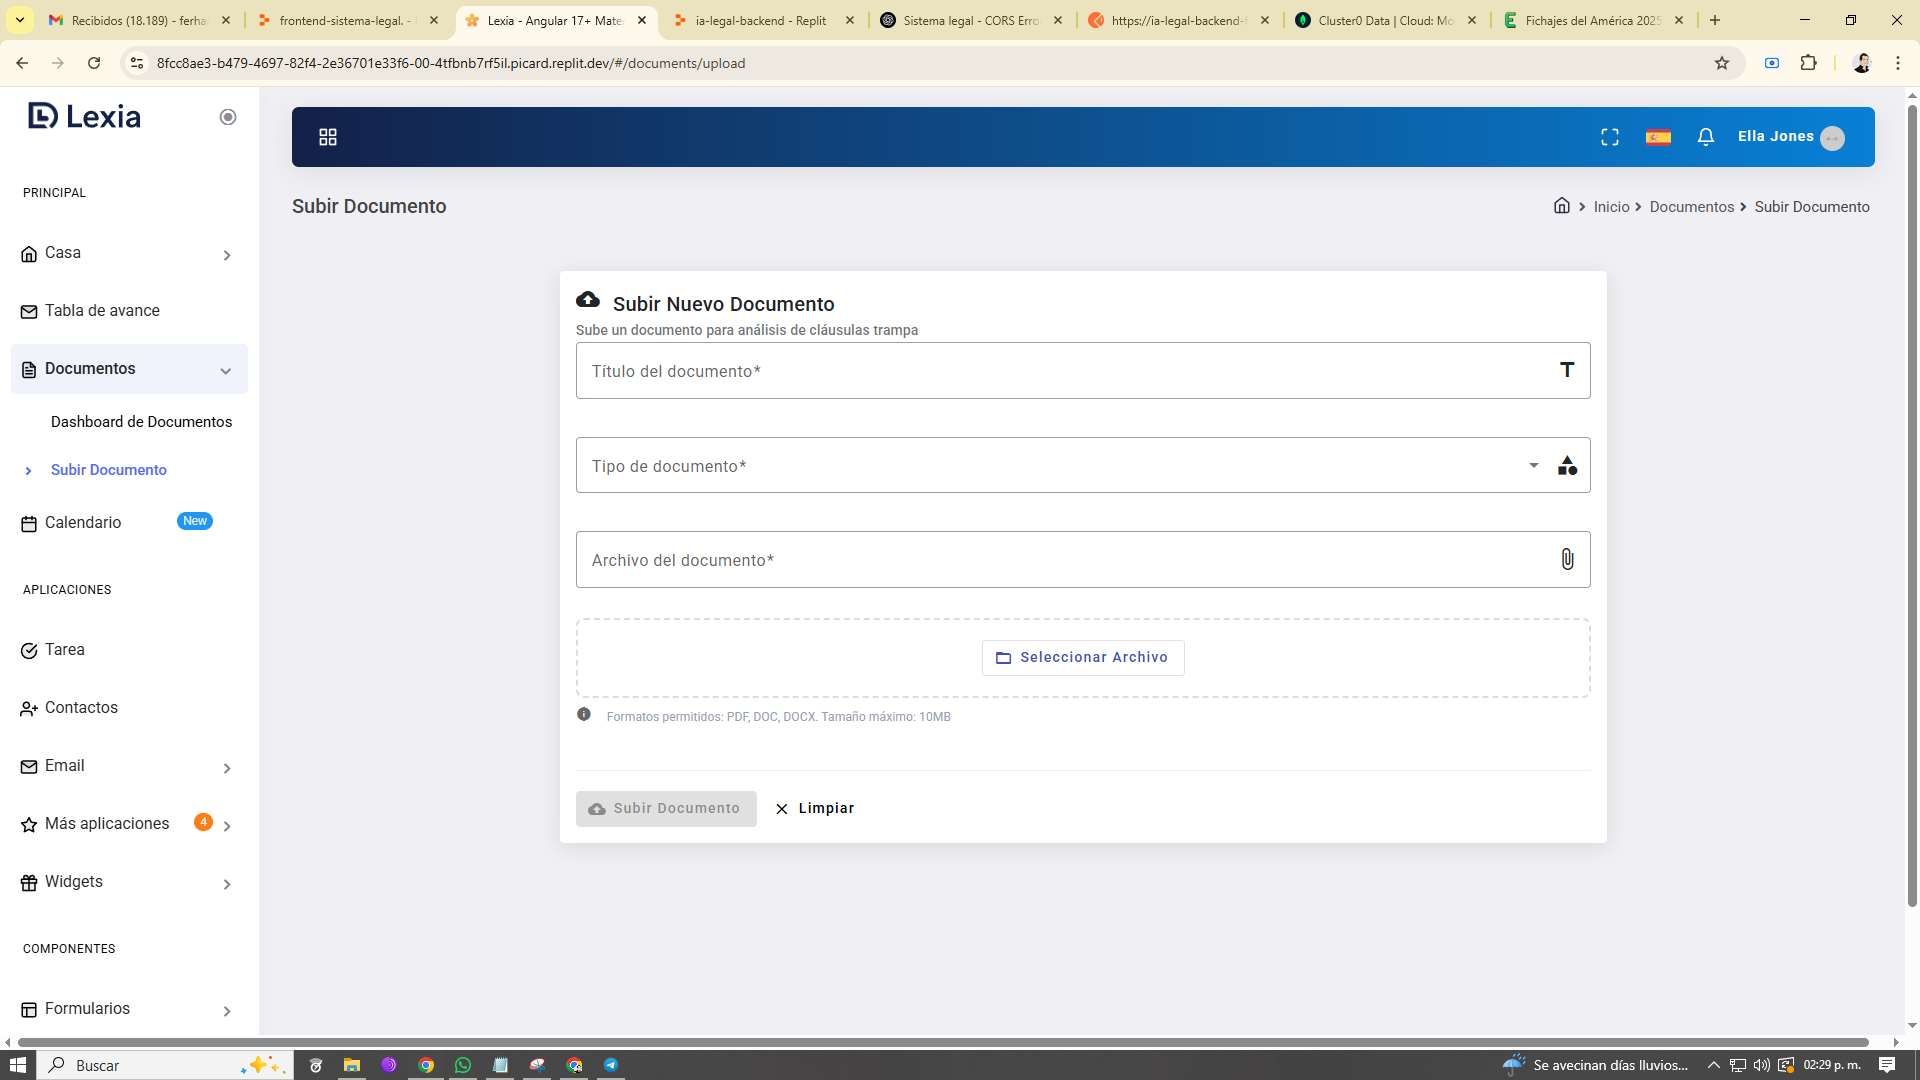 Recibidos (18.189) - ferha
frontend-sistema-legal. -
Lexia - Angular 17+ Mate
ia-legal-backend - Replit
Sistema legal - CORS Erro
https://ia-legal-backend-
Cluster0 Data | Cloud: Mo
Fichajes del América 2025
8fcc8ae3-b479-4697-82f4-2e36701e33f6-00-4tfbnb7rf5il.picard.replit.dev/#/documents/upload
Lexia
Ella Jones
PRINCIPAL
Casa
Tabla de avance
Documentos
Dashboard de Documentos
Subir Documento
Calendario
New
APLICACIONES
Tarea
Contactos
Email
Más aplicaciones
4
Widgets
COMPONENTES
Formularios
Subir Documento
Inicio
Documentos
Subir Documento
Subir Nuevo Documento
Sube un documento para análisis de cláusulas trampa
Título del documento*
Tipo de documento*
Archivo del documento*
Seleccionar Archivo
Formatos permitidos: PDF, DOC, DOCX. Tamaño máximo: 10MB
Subir Documento
Limpiar
Buscar
Se avecinan días lluvios...
02:29 p. m.